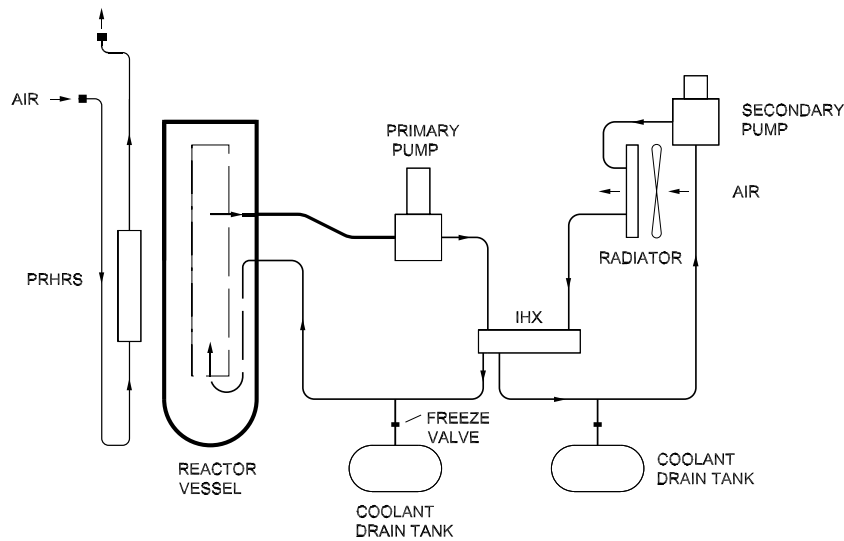 AIR
PRHRS
REACTOR
VESSEL
PRIMARY
PUMP
SECONDARY
PUMP
AIR
RADIATOR
IHX
FREEZE
VALVE
COOLANT
DRAIN TANK
COOLANT
DRAIN TANK